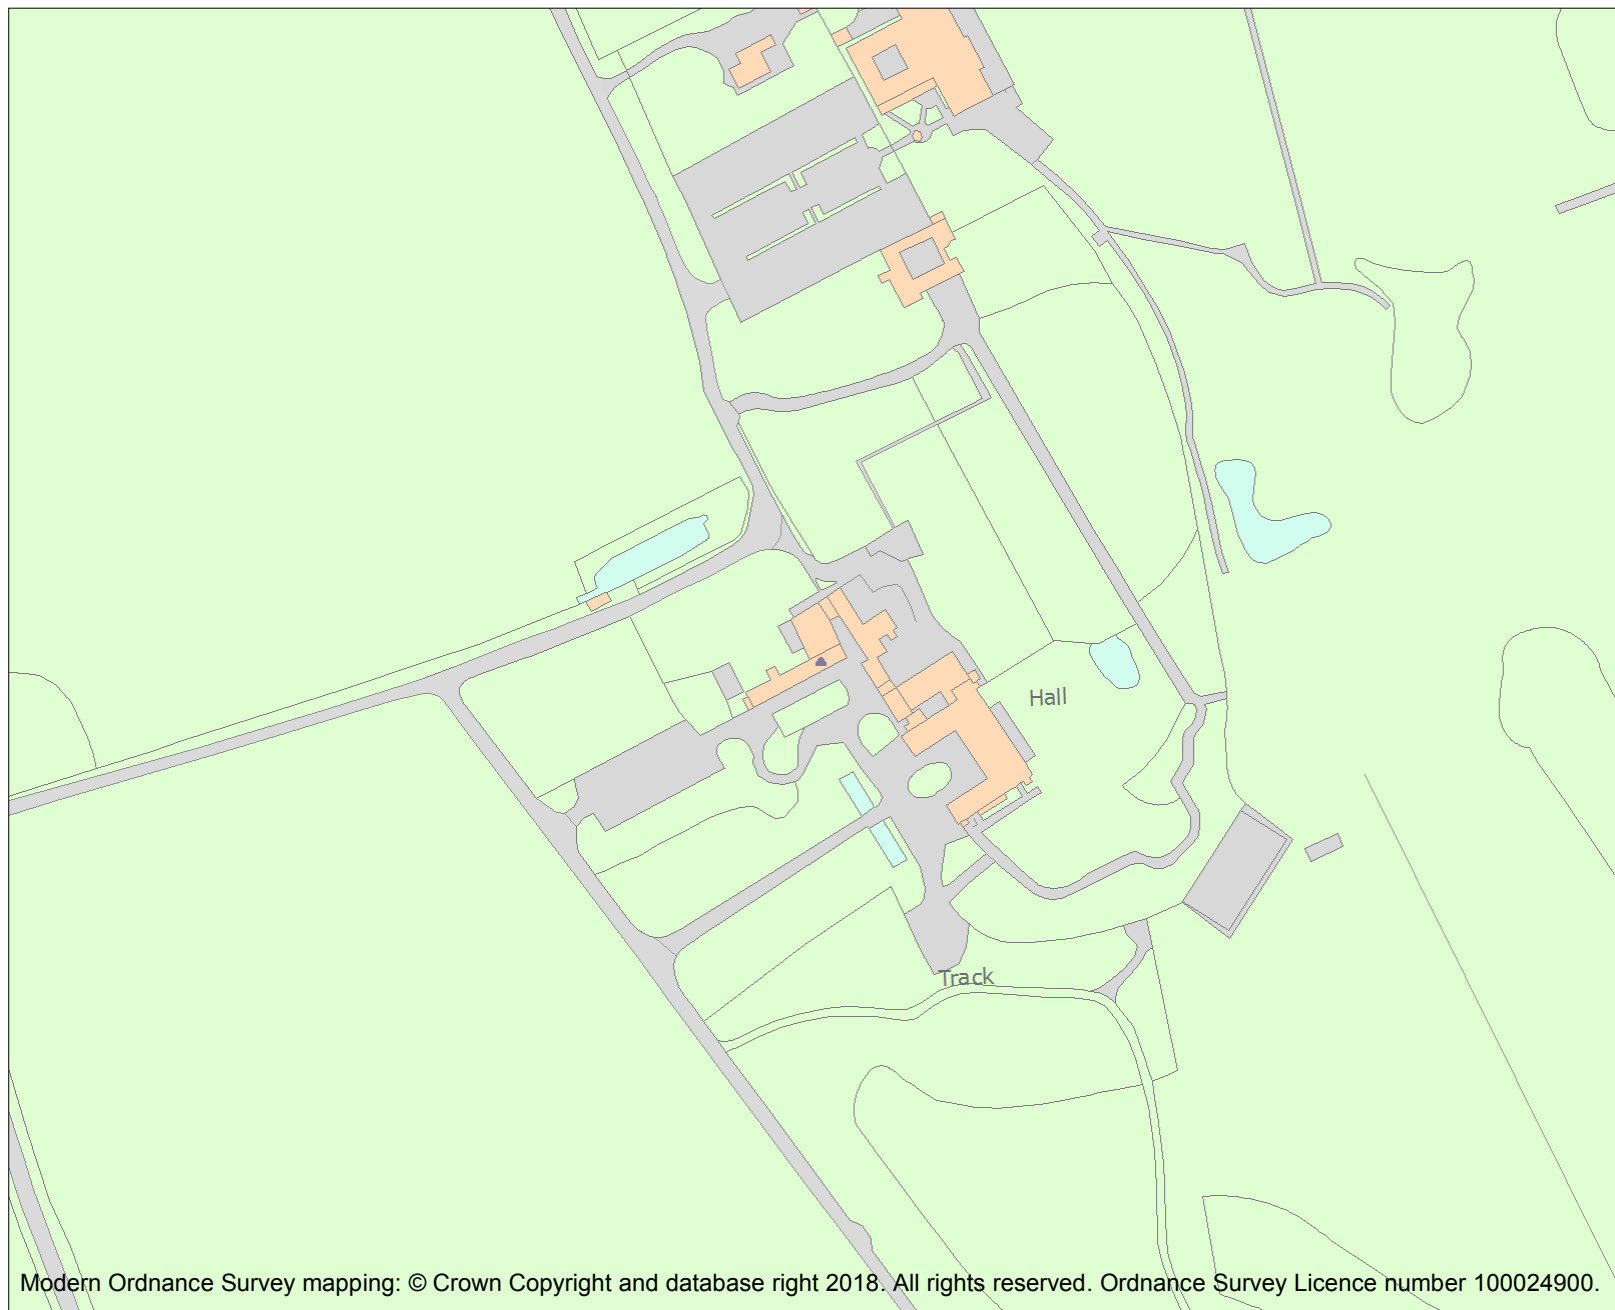 Hall
Track
Modern Ordnance Survey mapping: © Crown Copyright and database right 2018. All rights reserved. Ordnance Survey Licence number 100024900.